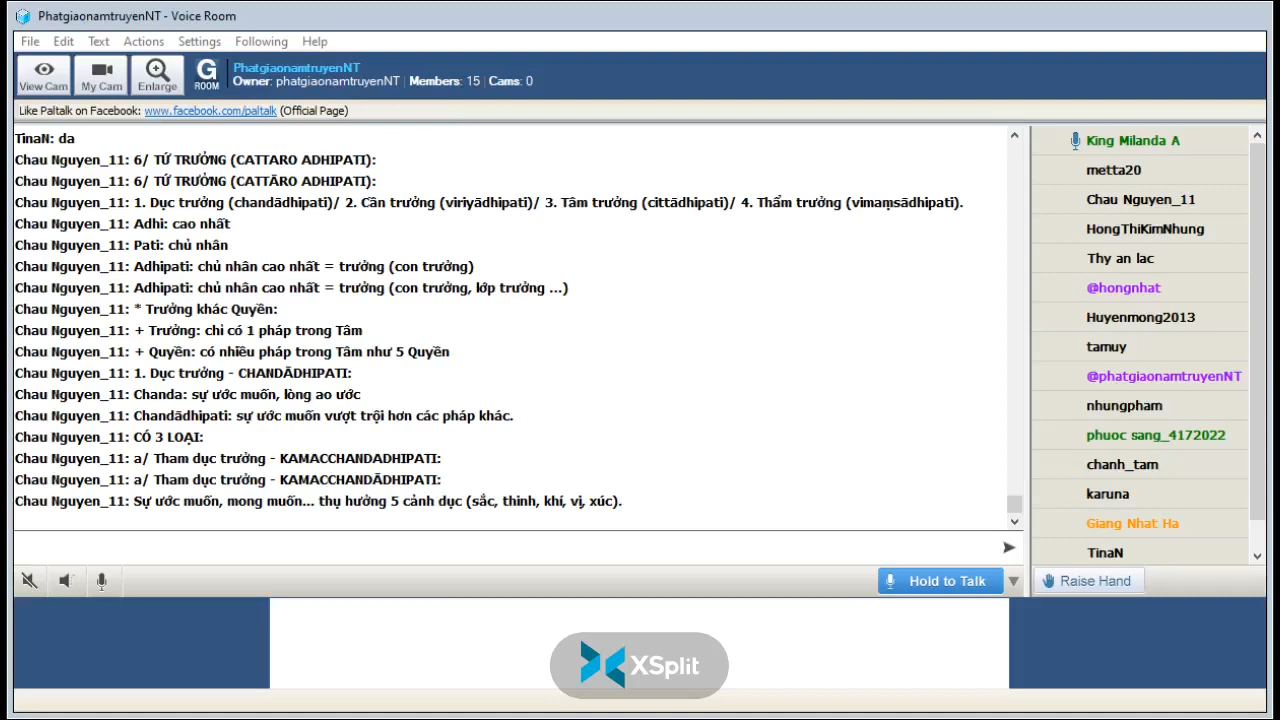 PhatgiaonamtruyenNT - Voice Room
File Edit Text Actions Settings Following Help
View Cam My Cam Enlarge G ROOM PhatgiaonamtruyenNT
Owner: phatgiaonamtruyenNT | Members: 15 | Cams: 0
Like Paltalk on Facebook: www.facebook.com/paltalk (Official Page)
TinaN: da
Chau Nguyen_11: 6/ TỨ TRƯỞNG (CATTARO ADHIPATI):
Chau Nguyen_11: 6/ TỨ TRƯỞNG (CATTĀRO ADHIPATI):
Chau Nguyen_11: 1. Dục trưởng (chandādhipati)/ 2. Cần trưởng (viriyādhipati)/ 3. Tâm trưởng (cittādhipati)/ 4. Thẩm trưởng (vimaṃsādhipati).
Chau Nguyen_11: Adhi: cao nhất
Chau Nguyen_11: Pati: chủ nhân
Chau Nguyen_11: Adhipati: chủ nhân cao nhất = trưởng (con trưởng)
Chau Nguyen_11: Adhipati: chủ nhân cao nhất = trưởng (con trưởng, lớp trưởng ...)
Chau Nguyen_11: * Trưởng khác Quyền:
Chau Nguyen_11: + Trưởng: chỉ có 1 pháp trong Tâm
Chau Nguyen_11: + Quyền: có nhiều pháp trong Tâm như 5 Quyền
Chau Nguyen_11: 1. Dục trưởng - CHANDĀDHIPATI:
Chau Nguyen_11: Chanda: sự ước muốn, lòng ao ước
Chau Nguyen_11: Chandādhipati: sự ước muốn vượt trội hơn các pháp khác.
Chau Nguyen_11: CÓ 3 LOẠI:
Chau Nguyen_11: a/ Tham dục trưởng - KAMACCHANDADHIPATI:
Chau Nguyen_11: a/ Tham dục trưởng - KAMACCHANDĀDHIPATI:
Chau Nguyen_11: Sự ước muốn, mong muốn... thụ hưởng 5 cảnh dục (sắc, thinh, khí, vị, xúc).
King Milanda A
metta20
Chau Nguyen_11
HongThiKimNhung
Thy an lac
@hongnhat
Huyenmong2013
tamuy
@phatgiaonamtruyenNT
nhungpham
phuoc sang_4172022
chanh_tam
karuna
Giang Nhat Ha
TinaN
Hold to Talk
Raise Hand
XSplit